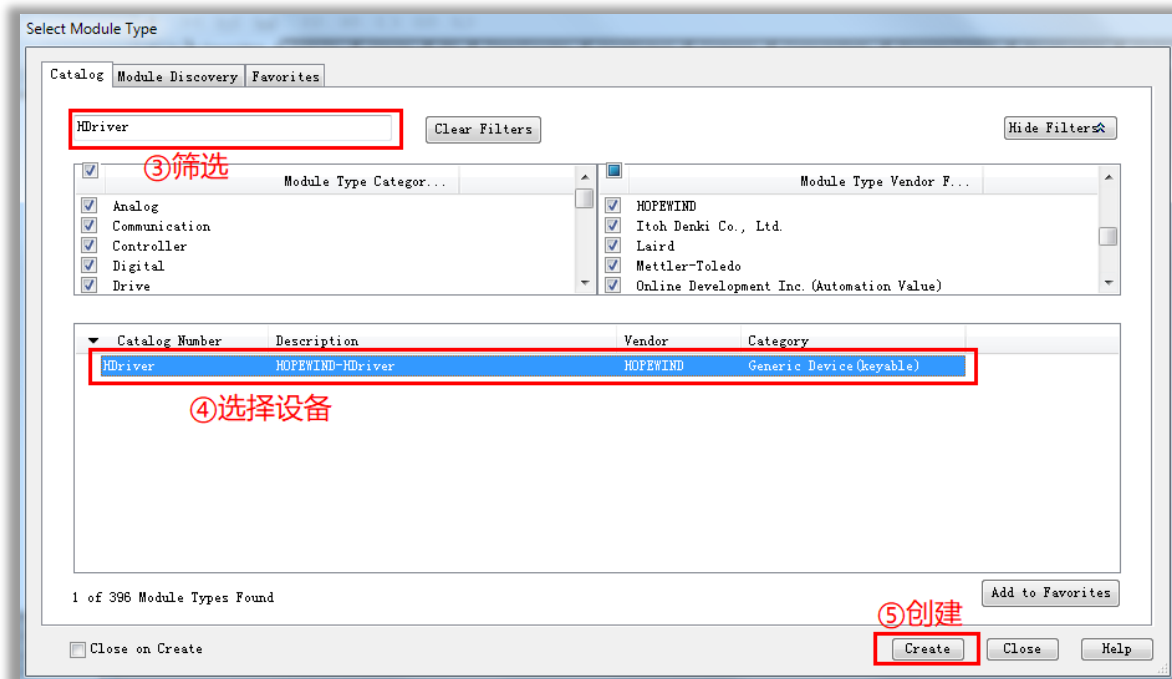 Select Module Type
Catalog Module Discovery Favorites
HDriver Clear Filters Hide Filters
③筛选
Module Type Categor... Module Type Vendor F...
Analog HOPEWIND
Communication Itoh Denki Co., Ltd.
Controller Laird
Digital Mettler-Toledo
Drive Online Development Inc. (Automation Value)
Catalog Number Description Vendor Category
HDriver HOPEWIND-HDriver HOPEWIND Generic Device(keyable)
④选择设备
1 of 396 Module Types Found Add to Favorites
⑤创建
Close on Create Create Close Help